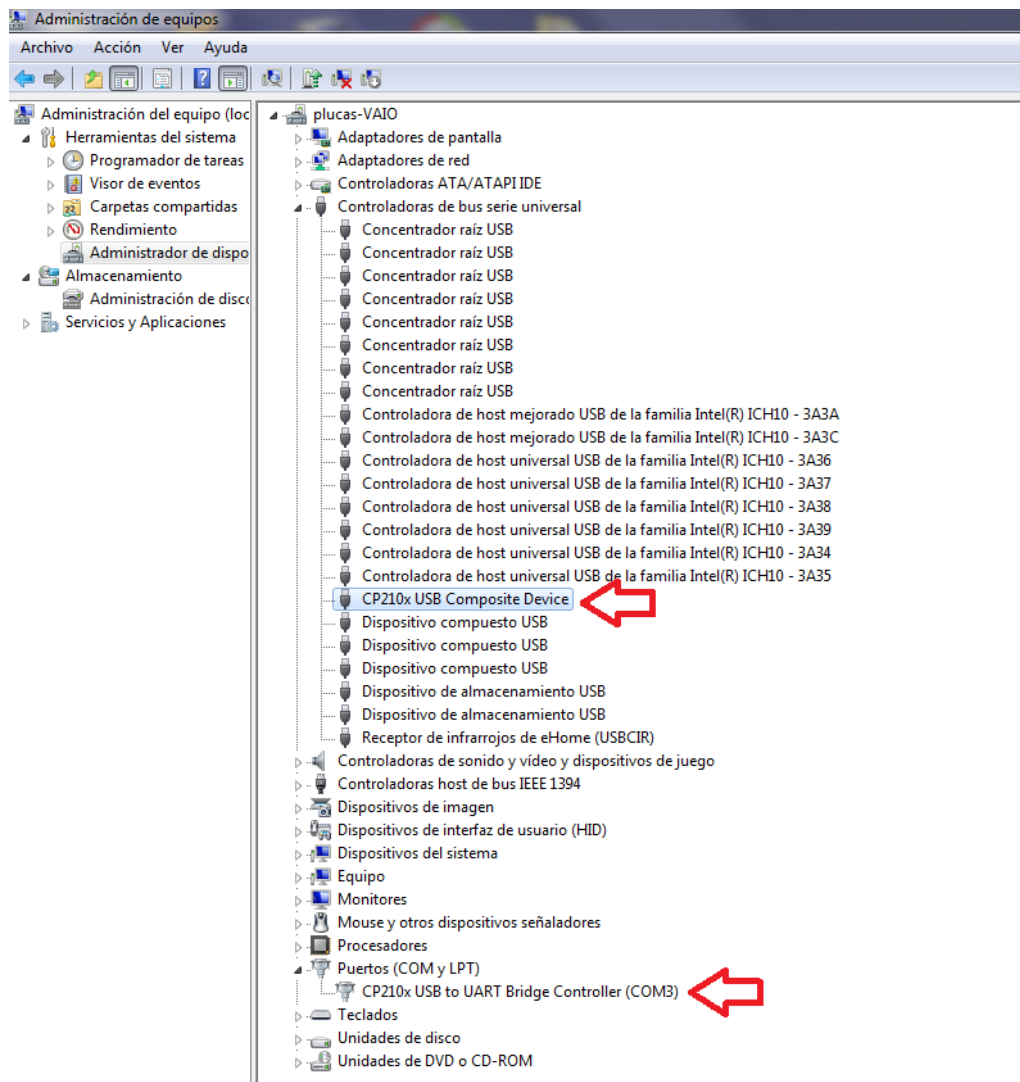 Administración de equipos
Archivo Acción Ver Ayuda
Administración del equipo (loc
Herramientas del sistema
Programador de tareas
Visor de eventos
Carpetas compartidas
Rendimiento
Administrador de dispo
Almacenamiento
Administración de disco
Servicios y Aplicaciones
plucas-VAIO
Adaptadores de pantalla
Adaptadores de red
Controladoras ATA/ATAPI IDE
Controladoras de bus serie universal
Concentrador raíz USB
Concentrador raíz USB
Concentrador raíz USB
Concentrador raíz USB
Concentrador raíz USB
Concentrador raíz USB
Concentrador raíz USB
Concentrador raíz USB
Controladora de host mejorado USB de la familia Intel(R) ICH10 - 3A3A
Controladora de host mejorado USB de la familia Intel(R) ICH10 - 3A3C
Controladora de host universal USB de la familia Intel(R) ICH10 - 3A36
Controladora de host universal USB de la familia Intel(R) ICH10 - 3A37
Controladora de host universal USB de la familia Intel(R) ICH10 - 3A38
Controladora de host universal USB de la familia Intel(R) ICH10 - 3A39
Controladora de host universal USB de la familia Intel(R) ICH10 - 3A34
Controladora de host universal USB de la familia Intel(R) ICH10 - 3A35
CP210x USB Composite Device
Dispositivo compuesto USB
Dispositivo compuesto USB
Dispositivo compuesto USB
Dispositivo de almacenamiento USB
Dispositivo de almacenamiento USB
Receptor de infrarrojos de eHome (USBCIR)
Controladoras de sonido y vídeo y dispositivos de juego
Controladoras host de bus IEEE 1394
Dispositivos de imagen
Dispositivos de interfaz de usuario (HID)
Dispositivos del sistema
Equipo
Monitores
Mouse y otros dispositivos señaladores
Procesadores
Puertos (COM y LPT)
CP210x USB to UART Bridge Controller (COM3)
Teclados
Unidades de disco
Unidades de DVD o CD-ROM